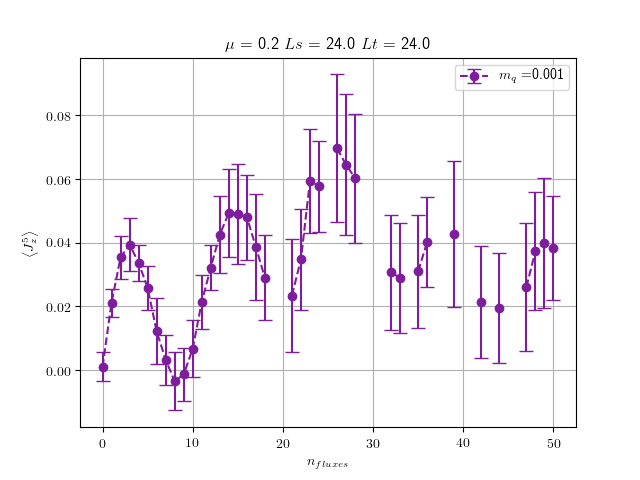 μ = 0.2 Ls = 24.0 Lt = 24.0
m_q =0.001
⟨J_z^5⟩
0.08
0.06
0.04
0.02
0.00
0 10 20 30 40 50
n_fluxes